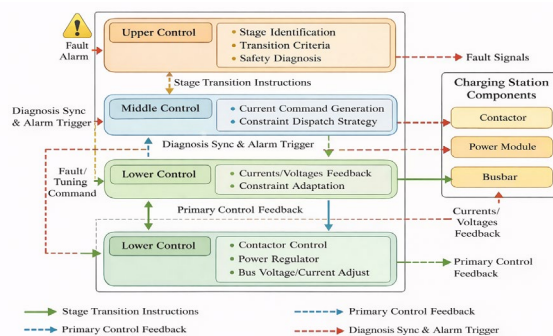 Fault
Alarm
Upper Control
• Stage Identification
• Transition Criteria
• Safety Diagnosis
Fault Signals
Stage Transition Instructions
Charging Station
Components
Contactor
Power Module
Busbar
Diagnosis Sync
& Alarm Trigger
Middle Control
• Current Command Generation
• Constraint Dispatch Strategy
Diagnosis Sync & Alarm Trigger
Fault/
Tuning
Command
Lower Control
• Currents/Voltages Feedback
• Constraint Adaptation
Primary Control Feedback
Currents/
Voltages
Feedback
Lower Control
• Contactor Control
• Power Regulator
• Bus Voltage/Current Adjust
Primary Control
Feedback
Stage Transition Instructions
Primary Control Feedback
Primary Control Feedback
Diagnosis Sync & Alarm Trigger